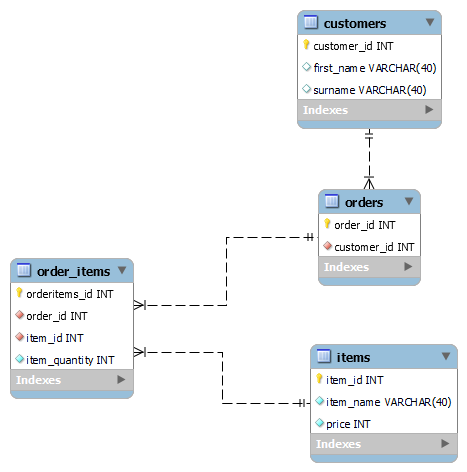 customers
customer_id INT
first_name VARCHAR(40)
surname VARCHAR(40)
Indexes
orders
order_id INT
customer_id INT
Indexes
order_items
orderitems_id INT
order_id INT
item_id INT
item_quantity INT
Indexes
items
item_id INT
item_name VARCHAR(40)
price INT
Indexes